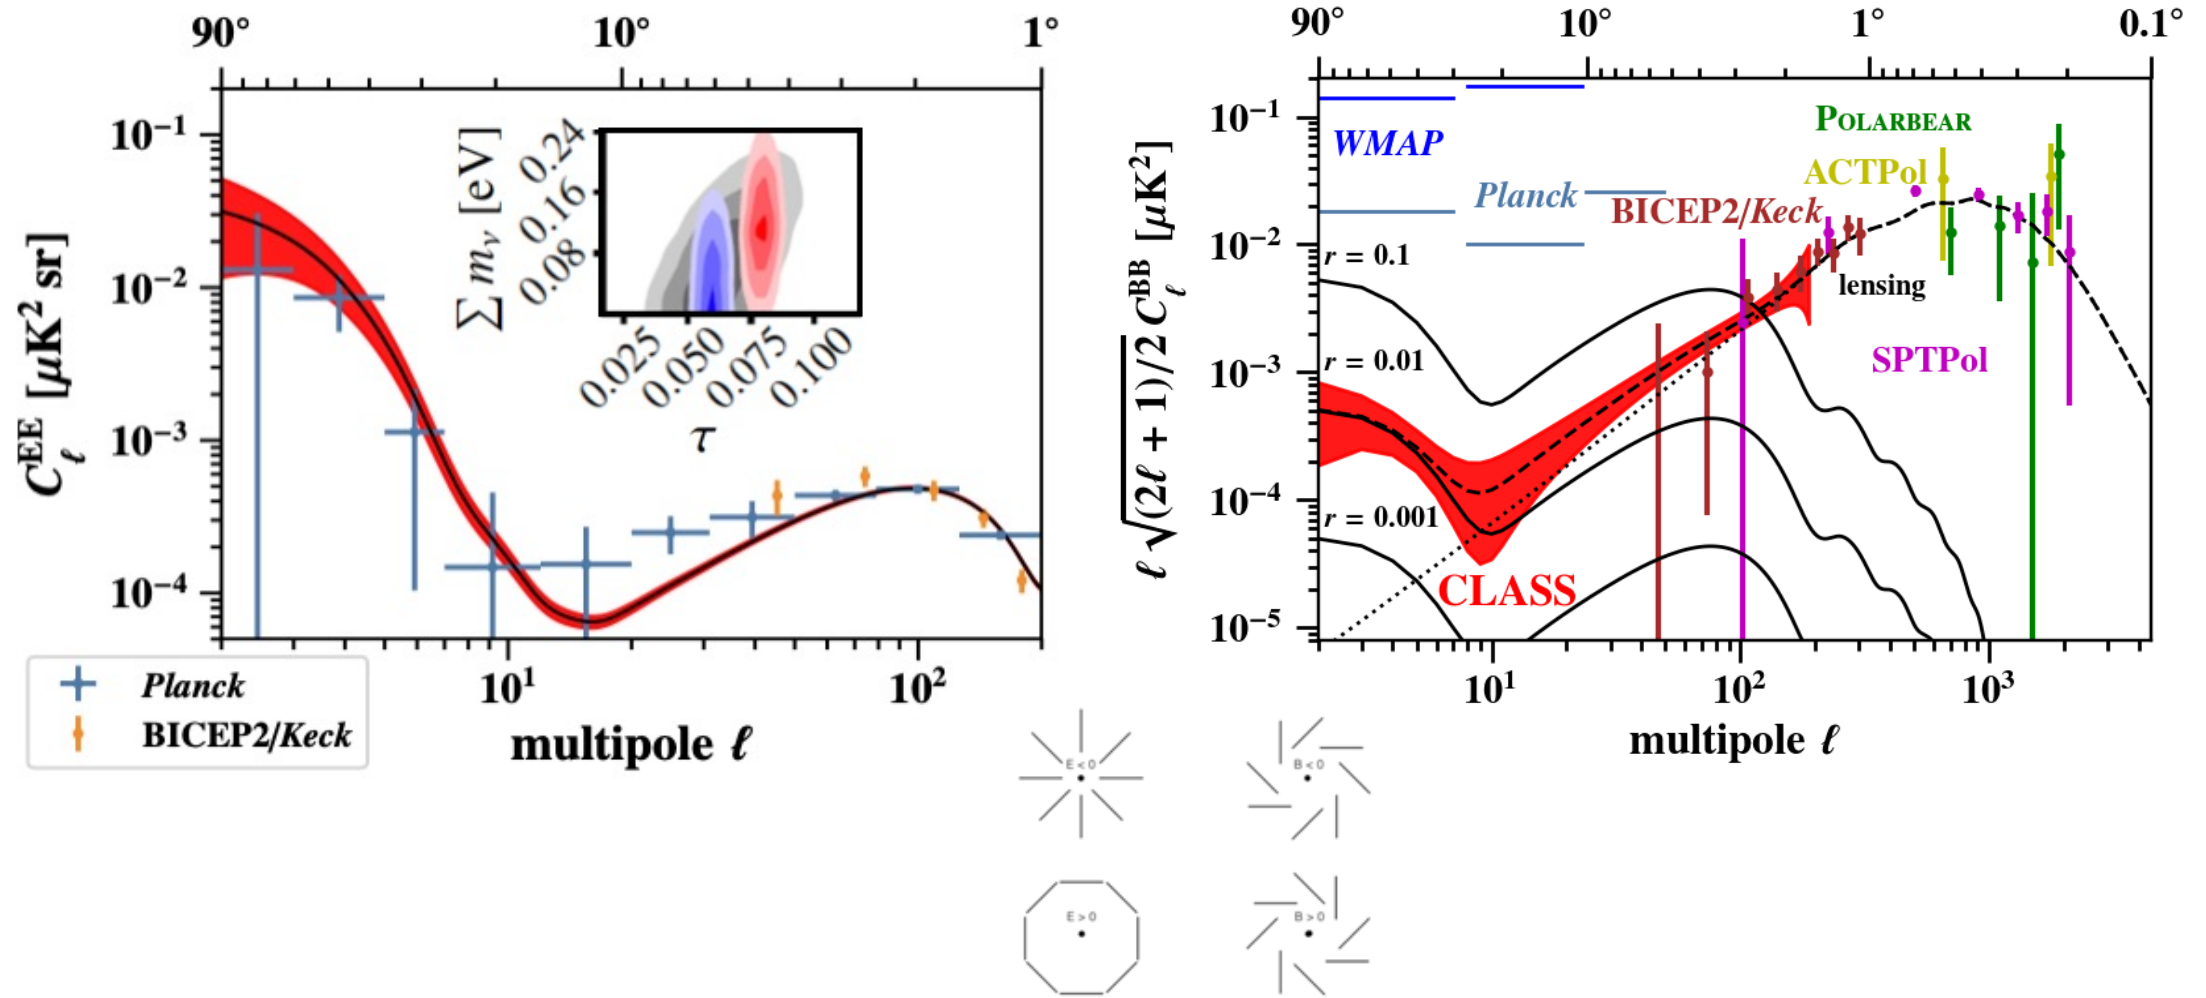 90° 10° 1°
10⁻¹
10⁻²
10⁻³
10⁻⁴
C_ℓ^EE [μK² sr]
∑ m_ν [eV]
0.24
0.16
0.08
0.025 0.050 0.075 0.100
τ
10¹ 10²
multipole ℓ
Planck
BICEP2/Keck
90° 10° 1° 0.1°
10⁻¹
10⁻²
10⁻³
10⁻⁴
10⁻⁵
ℓ √(2ℓ + 1)/2 C_ℓ^BB [μK²]
WMAP
Planck
BICEP2/Keck
POLARBEAR
ACTPol
r = 0.1
lensing
r = 0.01
SPTPol
r = 0.001
CLASS
10¹ 10² 10³
multipole ℓ
E < 0
B < 0
E > 0
B > 0